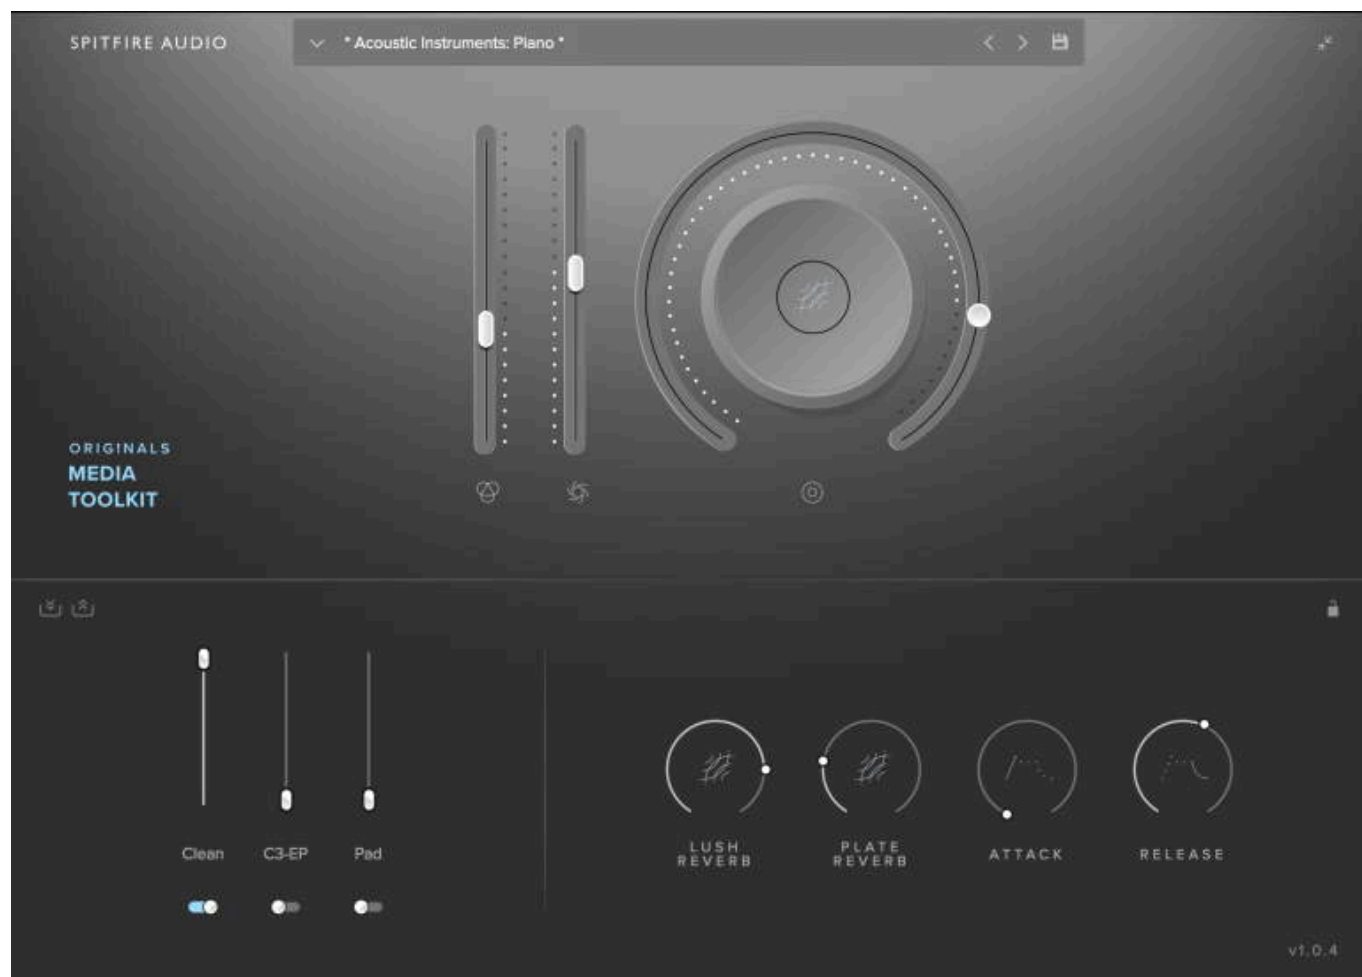 SPITFIRE AUDIO
* Acoustic Instruments: Piano *
ORIGINALS
MEDIA
TOOLKIT
Clean
C3-EP
Pad
LUSH
REVERB
PLATE
REVERB
ATTACK
RELEASE
v1.0.4